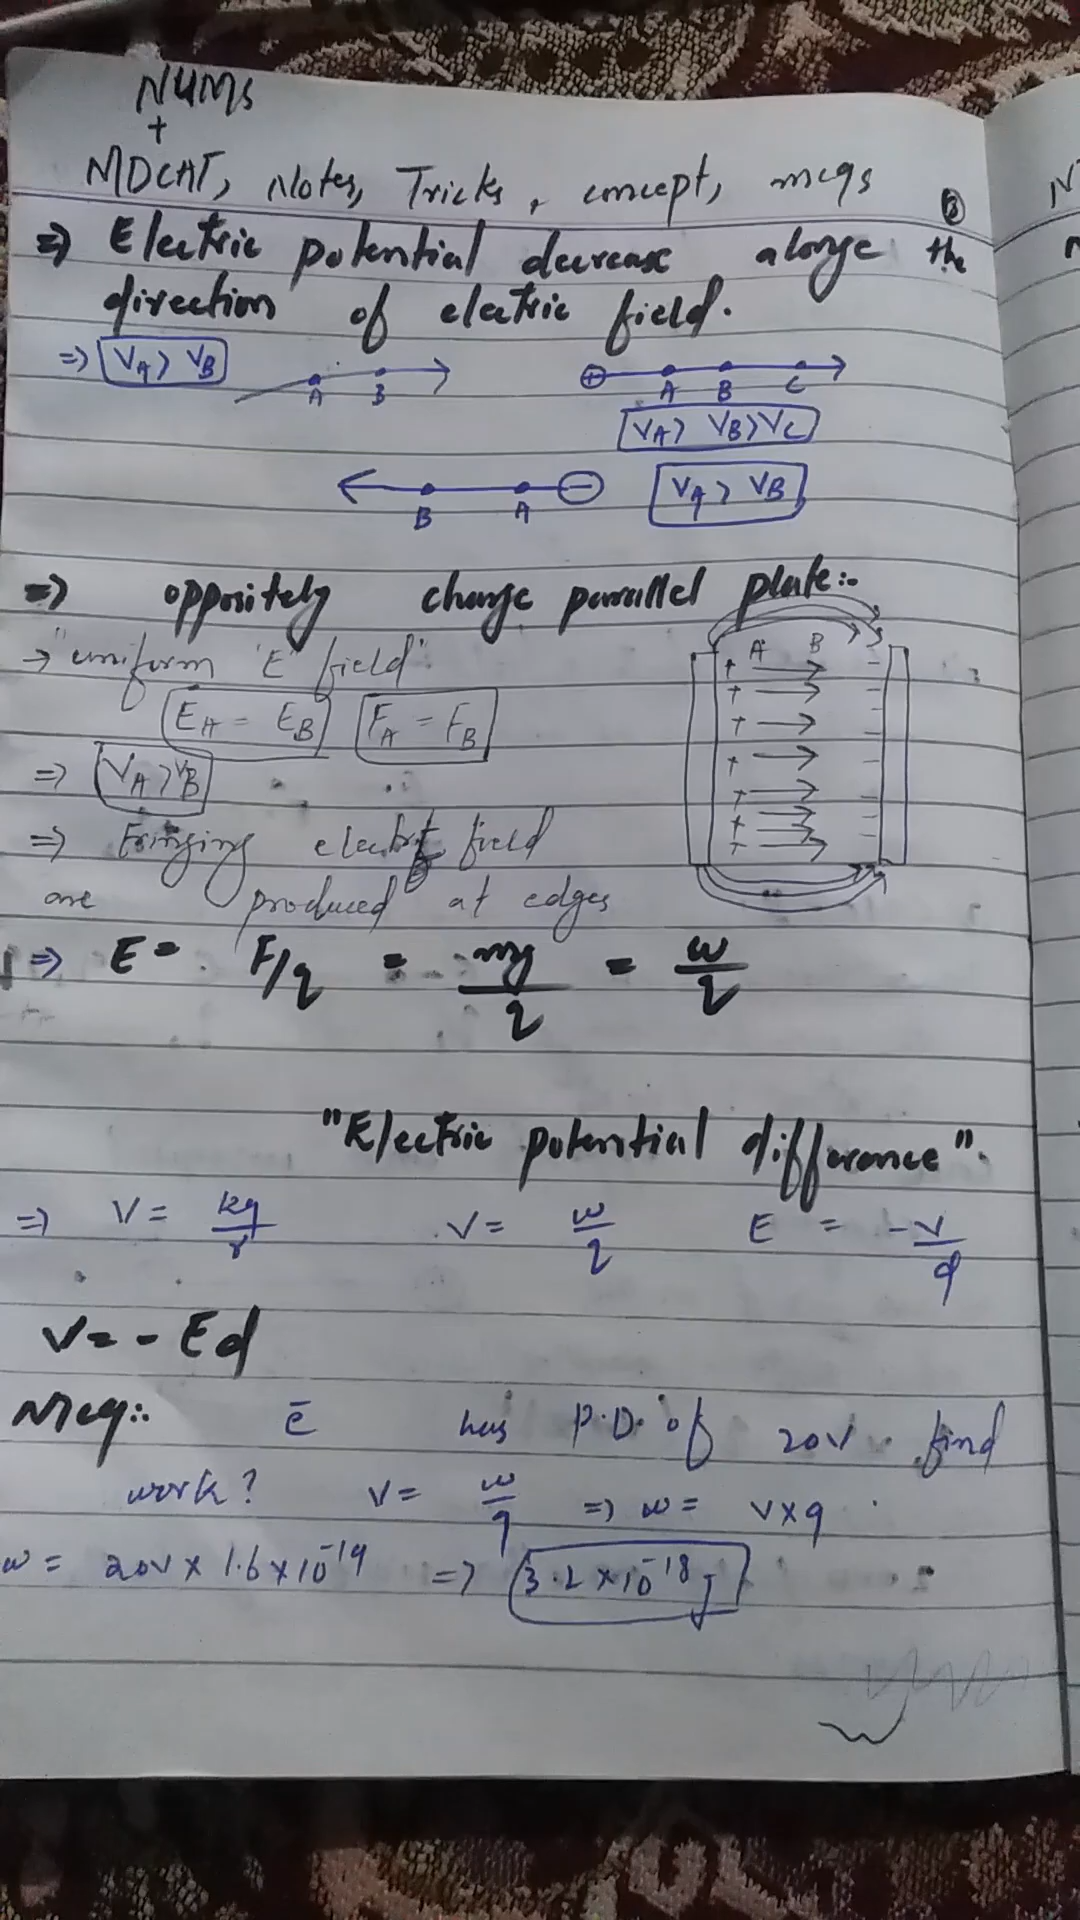 NUMS
+
MDCAT, Notes, Tricks, concept, mcqs
⇒ Electric potential decrease alonge the
direction of electric field.
⇒ VA > VB
A B
⊕ A B C
VA > VB > VC
B A ⊖ VA > VB
⇒ oppositely charge parallel plate:-
→ "uniform 'E' field"
A B
EA = EB FA = FB
⇒ VA > VB
⇒ Fringing electric field
are produced at edges
⇒ E = F/q = mg/q = w/q
"Electric potential difference".
⇒ V = kq/r V = w/q E = -V/d
V = - Ed
Mcq:- ē has P.D. of 20V. find
work? V = w/q ⇒ w = V×q
w = 20V × 1.6×10⁻¹⁹ ⇒ 3.2 × 10⁻¹⁸ J